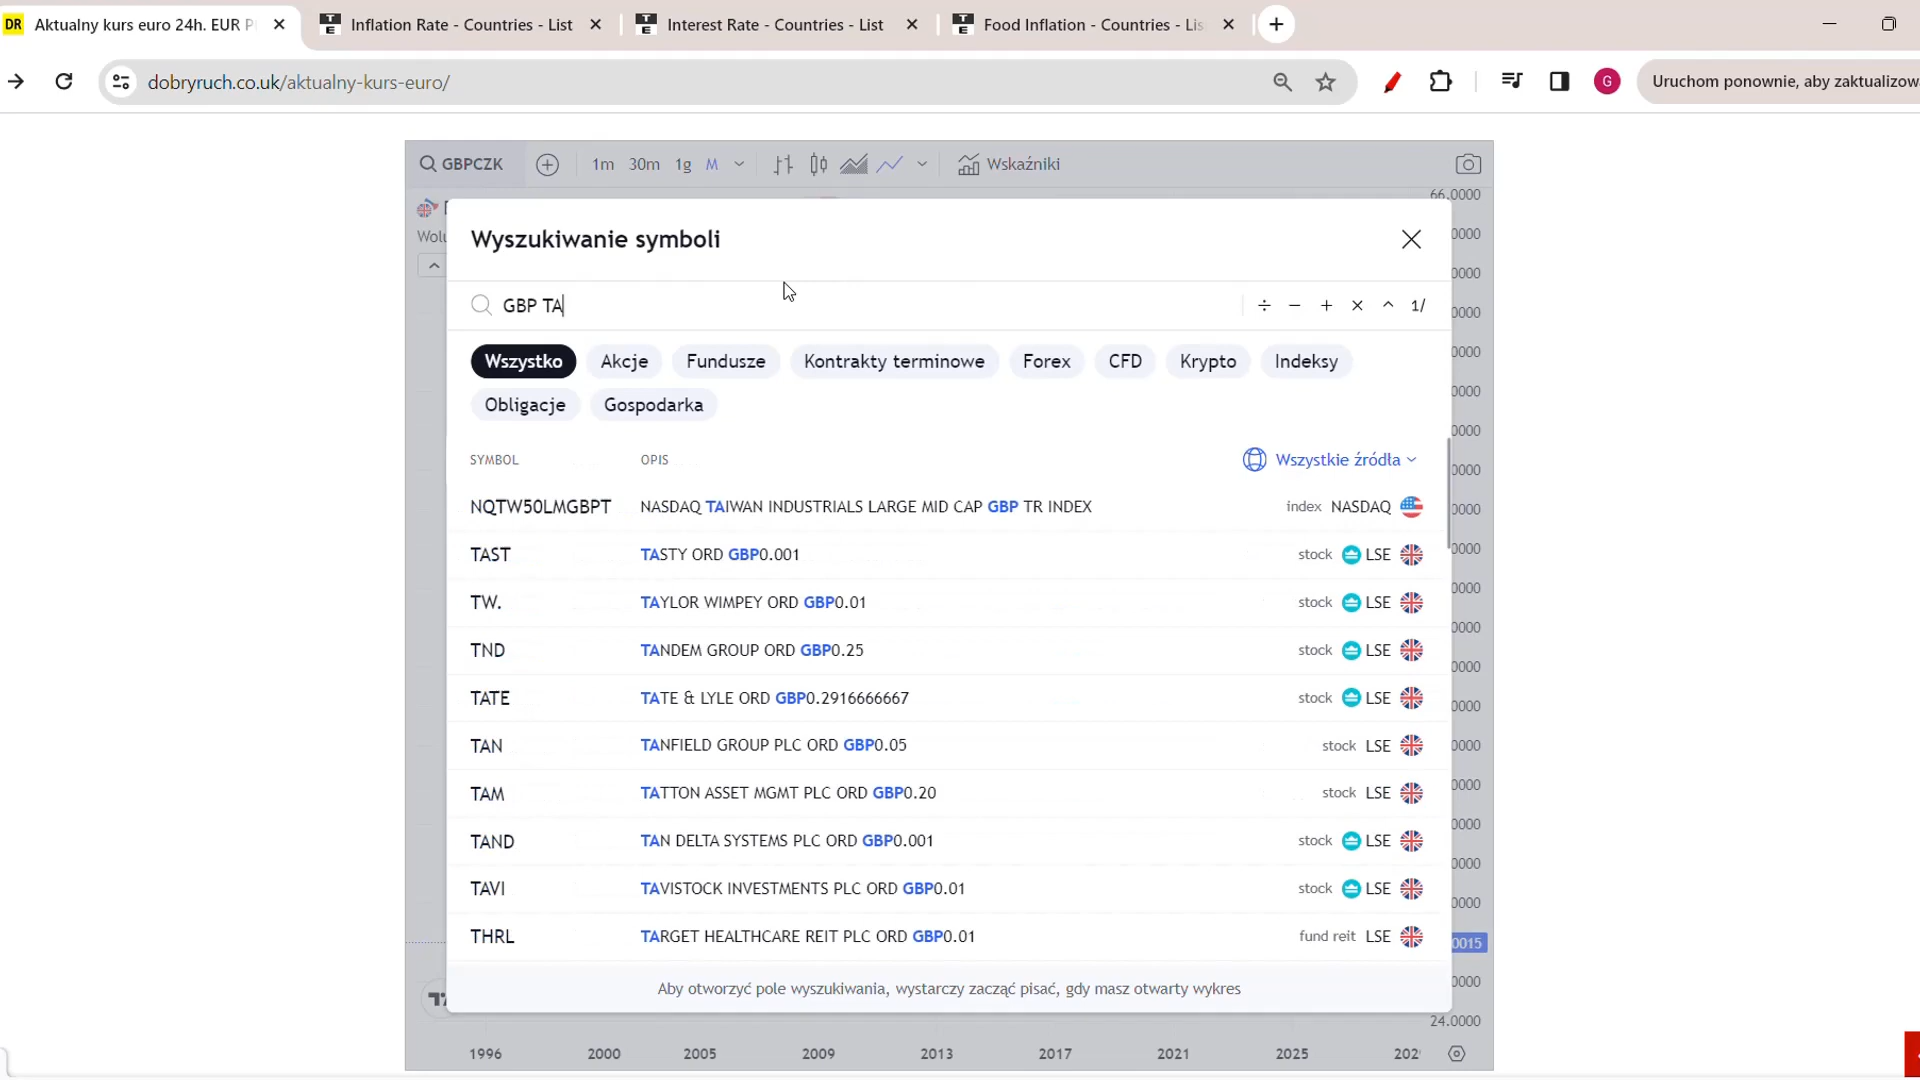 DR Aktualny kurs euro 24h. EUR P
TE Inflation Rate - Countries - List
TE Interest Rate - Countries - List
TE Food Inflation - Countries - Lis
dobryruch.co.uk/aktualny-kurs-euro/
G
Uruchom ponownie, aby zaktualizowa
GBPCZK
1m 30m 1g M
Wskaźniki
66.0000
Wyszukiwanie symboli
GBP TA
÷ − + × ^ 1/
Wszystko Akcje Fundusze Kontrakty terminowe Forex CFD Krypto Indeksy
Obligacje Gospodarka
SYMBOL OPIS Wszystkie źródła
NQTW50LMGBPT NASDAQ TAIWAN INDUSTRIALS LARGE MID CAP GBP TR INDEX index NASDAQ
TAST TASTY ORD GBP0.001 stock LSE
TW. TAYLOR WIMPEY ORD GBP0.01 stock LSE
TND TANDEM GROUP ORD GBP0.25 stock LSE
TATE TATE & LYLE ORD GBP0.2916666667 stock LSE
TAN TANFIELD GROUP PLC ORD GBP0.05 stock LSE
TAM TATTON ASSET MGMT PLC ORD GBP0.20 stock LSE
TAND TAN DELTA SYSTEMS PLC ORD GBP0.001 stock LSE
TAVI TAVISTOCK INVESTMENTS PLC ORD GBP0.01 stock LSE
THRL TARGET HEALTHCARE REIT PLC ORD GBP0.01 fund reit LSE
Aby otworzyć pole wyszukiwania, wystarczy zacząć pisać, gdy masz otwarty wykres
24.0000
1996 2000 2005 2009 2013 2017 2021 2025 202